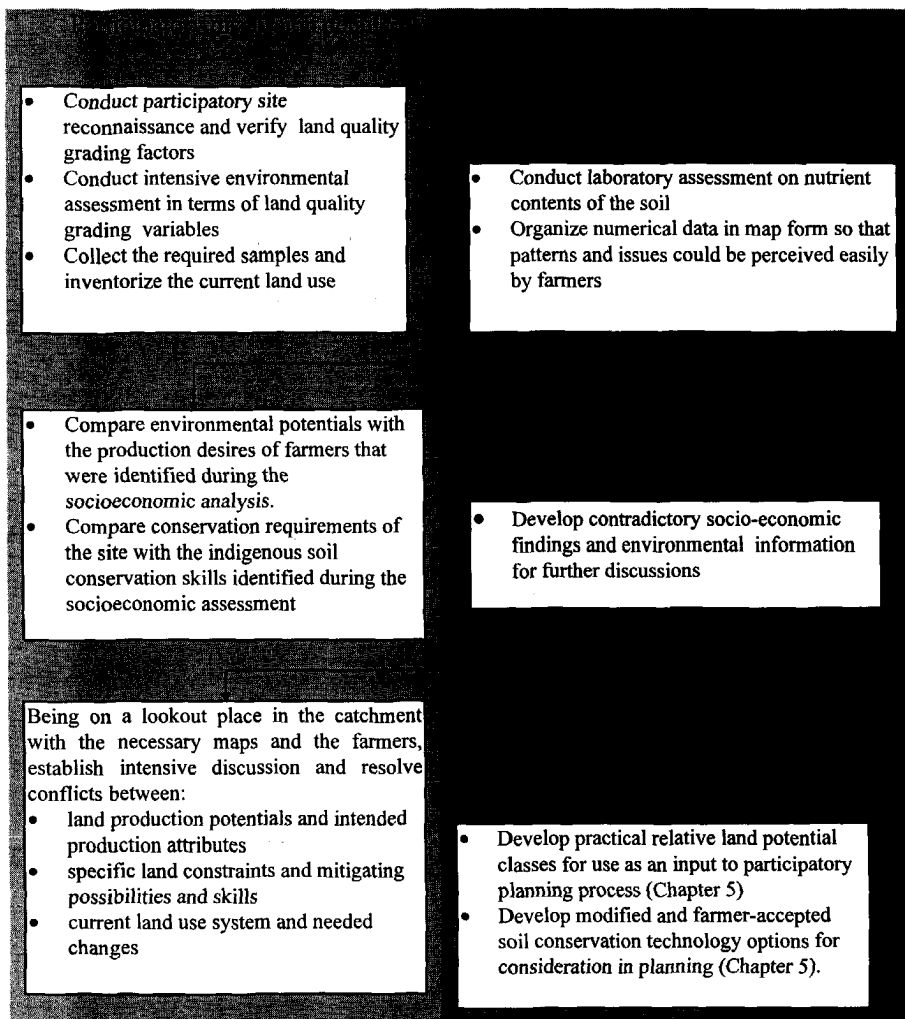 • Conduct participatory site
reconnaissance and verify land quality
grading factors
• Conduct intensive environmental
assessment in terms of land quality
grading variables
• Collect the required samples and
inventorize the current land use
• Conduct laboratory assessment on nutrient
contents of the soil
• Organize numerical data in map form so that
patterns and issues could be perceived easily
by farmers
• Compare environmental potentials with
the production desires of farmers that
were identified during the
socioeconomic analysis.
• Compare conservation requirements of
the site with the indigenous soil
conservation skills identified during the
socioeconomic assessment
• Develop contradictory socio-economic
findings and environmental information
for further discussions
Being on a lookout place in the catchment
with the necessary maps and the farmers,
establish intensive discussion and resolve
conflicts between:
• land production potentials and intended
production attributes
• specific land constraints and mitigating
possibilities and skills
• current land use system and needed
changes
• Develop practical relative land potential
classes for use as an input to participatory
planning process (Chapter 5)
• Develop modified and farmer-accepted
soil conservation technology options for
consideration in planning (Chapter 5).